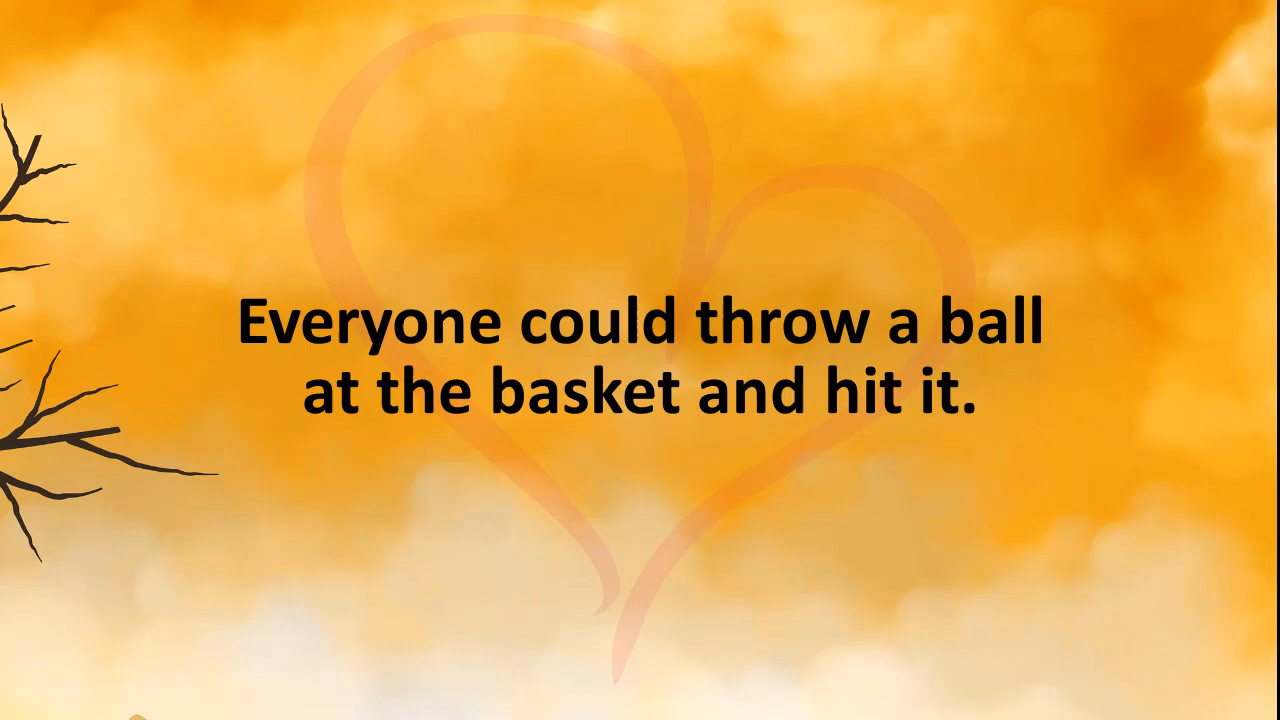 Everyone could throw a ball
at the basket and hit it.